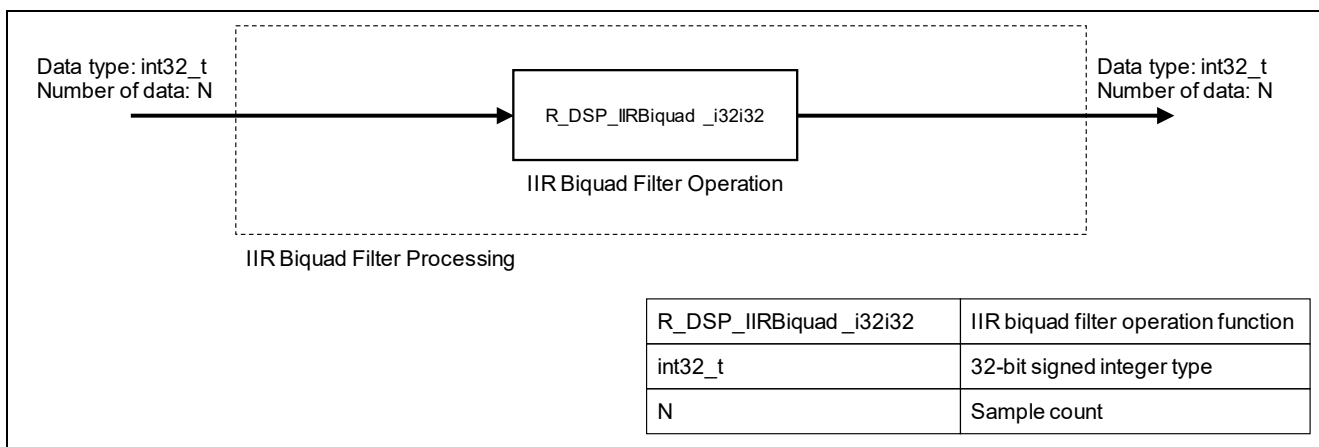 Data type: int32_t
Number of data: N
Data type: int32_t
Number of data: N
R_DSP_IIRBiquad _i32i32
IIR Biquad Filter Operation
IIR Biquad Filter Processing
R_DSP_IIRBiquad _i32i32 IIR biquad filter operation function
int32_t 32-bit signed integer type
N Sample count